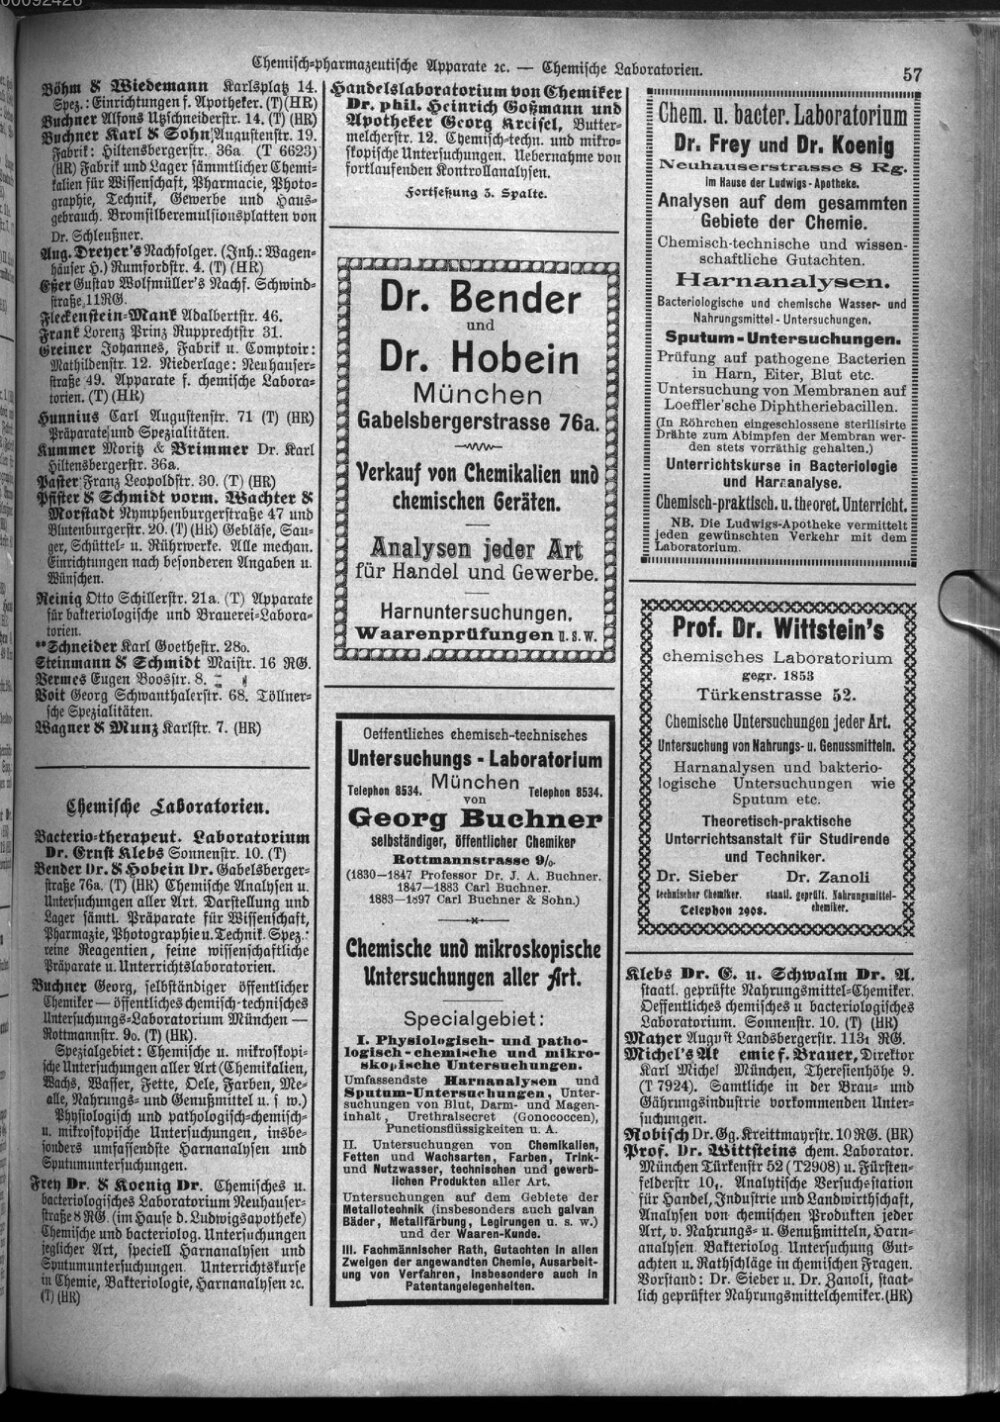 00092426
Chemisch-pharmazeutische Apparate ꝛc. — Chemische Laboratorien.
57
Böhm & Wiedemann Karlsplatz 14.
Spez.: Einrichtungen f. Apotheker. (T) (HR)
Buchner Alfons Utzschneiderstr. 14. (T) (HR)
Buchner Karl & Sohn Augustenstr. 19.
Fabrik: Hiltensbergerstr. 36a. (T 6623)
(HR) Fabrik und Lager sämmtlicher Chemi-
kalien für Wissenschaft, Pharmacie, Photo-
graphie, Technik, Gewerbe und Haus-
gebrauch. Bromsilberemulsionsplatten von
Dr. Schleußner.
Aug. Dreyer's Nachfolger. (Inh.: Wagen-
häuser H.) Rumfordstr. 4. (T) (HR)
Eßer Gustav Wolfmüller's Nachf. Schwind-
straße, 11 RG.
Fleckenstein-Mank Adalbertstr. 46.
Frank Lorenz Prinz Rupprechtstr 31.
Greiner Johannes, Fabrik u. Comptoir:
Mathildenstr. 12. Niederlage: Neuhauser-
straße 49. Apparate f. chemische Labora-
torien. (T) (HR)
Hunnius Carl Augustenstr. 71 (T) (HR)
Präparate und Spezialitäten.
Kummer Moritz & Brimmer Dr. Karl
Hiltensbergerstr. 36a.
Paster Franz Leopoldstr. 30. (T) (HR)
Pfister & Schmidt vorm. Wachter &
Morstadt Nymphenburgerstraße 47 und
Blutenburgerstr. 20. (T) (HR) Gebläse, Sau-
ger, Schüttel- u. Rührwerke. Alle mechan.
Einrichtungen nach besonderen Angaben u.
Wünschen.
Reinig Otto Schillerstr. 21a. (T) Apparate
für bakteriologische und Brauerei-Labora-
torien.
**Schneider Karl Goethestr. 28o.
Steinmann & Schmidt Maistr. 16 RG.
Vermes Eugen Boosstr. 8.
Voit Georg Schwanthalerstr. 68. Töllner-
sche Spezialitäten.
Wagner & Munz Karlstr. 7. (HR)
Chemische Laboratorien.
Bacterio-therapeut. Laboratorium
Dr. Ernst Klebs Sonnenstr. 10. (T)
Bender Dr. & Hobein Dr. Gabelsberger-
straße 76a. (T) (HR) Chemische Analysen u.
Untersuchungen aller Art. Darstellung und
Lager sämtl. Präparate für Wissenschaft,
Pharmazie, Photographie u. Technik. Spez.:
reine Reagentien, feine wissenschaftliche
Präparate u. Unterrichtslaboratorien.
Buchner Georg, selbständiger öffentlicher
Chemiker — öffentliches chemisch-technisches
Untersuchungs-Laboratorium München —
Rottmannstr. 9o. (T) (HR).
Spezialgebiet: Chemische u. mikroskopi-
sche Untersuchungen aller Art (Chemikalien,
Wachs, Wasser, Fette, Oele, Farben, Me-
alle, Nahrungs- und Genußmittel u. s w.)
Physiologisch und pathologisch-chemisch-
u. mikroskopische Untersuchungen, insbe-
sonders umfassendste Harnanalysen und
Sputumuntersuchungen.
Frey Dr. & Koenig Dr. Chemisches u.
bacteriologisches Laboratorium Neuhauser-
straße 8 RG. (im Hause d. Ludwigsapotheke)
Chemische und bacteriolog. Untersuchungen
jeglicher Art, speciell Harnanalysen und
Sputumuntersuchungen. Unterrichtskurse
in Chemie, Bakteriologie, Harnanalysen ꝛc.
(T) (HR)
Handelslaboratorium von Chemiker
Dr. phil. Heinrich Goßmann und
Apotheker Georg Kreisel, Butter-
melcherstr. 12. Chemisch-techn. und mikro-
skopische Untersuchungen. Uebernahme von
fortlaufenden Kontrollanalysen.
Fortsetzung 3. Spalte.
Dr. Bender
und
Dr. Hobein
München
Gabelsbergerstrasse 76a.
Verkauf von Chemikalien und
chemischen Geräten.
Analysen jeder Art
für Handel und Gewerbe.
Harnuntersuchungen.
Waarenprüfungen u. s. w.
Oeffentliches chemisch-technisches
Untersuchungs-Laboratorium
München
Telephon 8534.
Telephon 8534.
von
Georg Buchner
selbständiger, öffentlicher Chemiker
Rottmannstrasse 9/o.
(1830—1847 Professor Dr. J. A. Buchner.
1847—1883 Carl Buchner.
1883—1897 Carl Buchner & Sohn.)
Chemische und mikroskopische
Untersuchungen aller Art.
Specialgebiet:
I. Physiologisch- und patho-
logisch-chemische und mikro-
skopische Untersuchungen.
Umfassendste Harnanalysen und
Sputum-Untersuchungen, Unter-
suchungen von Blut, Darm- und Magen-
inhalt, Urethralsecret (Gonococcen),
Punctionsflüssigkeiten u. A.
II. Untersuchungen von Chemikalien,
Fetten und Wachsarten, Farben, Trink-
und Nutzwasser, technischen und gewerb-
lichen Produkten aller Art.
Untersuchungen auf dem Gebiete der
Metallotechnik (insbesonders auch galvan
Bäder, Metallfärbung, Legirungen u. s. w.)
und der Waaren-Kunde.
III. Fachmännischer Rath, Gutachten in allen
Zweigen der angewandten Chemie, Ausarbeit-
ung von Verfahren, insbesondere auch in
Patentangelegenheiten.
Chem. u. bacter. Laboratorium
Dr. Frey und Dr. Koenig
Neuhauserstrasse 8 Rg.
im Hause der Ludwigs-Apotheke.
Analysen auf dem gesammten
Gebiete der Chemie.
Chemisch-technische und wissen-
schaftliche Gutachten.
Harnanalysen.
Bacteriologische und chemische Wasser- und
Nahrungsmittel-Untersuchungen.
Sputum-Untersuchungen.
Prüfung auf pathogene Bacterien
in Harn, Eiter, Blut etc.
Untersuchung von Membranen auf
Loeffler'sche Diphtheriebacillen.
(In Röhrchen eingeschlossene sterilisirte
Drähte zum Abimpfen der Membran wer-
den stets vorräthig gehalten.)
Unterrichtskurse in Bacteriologie
und Harnanalyse.
Chemisch-praktisch. u. theoret. Unterricht.
NB. Die Ludwigs-Apotheke vermittelt
jeden gewünschten Verkehr mit dem
Laboratorium.
Prof. Dr. Wittstein's
chemisches Laboratorium
gegr. 1853
Türkenstrasse 52.
Chemische Untersuchungen jeder Art.
Untersuchung von Nahrungs- u. Genussmitteln.
Harnanalysen und bakterio-
logische Untersuchungen wie
Sputum etc.
Theoretisch-praktische
Unterrichtsanstalt für Studirende
und Techniker.
Dr. Sieber
Dr. Zanoli
technischer Chemiker.
staatl. geprüft. Nahrungsmittel-
chemiker.
Telephon 2908.
Klebs Dr. E. u. Schwalm Dr. A.
staatl. geprüfte Nahrungsmittel-Chemiker.
Oeffentliches chemisches u bacteriologisches
Laboratorium. Sonnenstr. 10. (T) (HR)
Mayer August Landsbergerstr. 113₁ RG.
Michel's Ak emie f. Brauer, Direktor
Karl Michel München, Theresienhöhe 9.
(T 7924). Samtliche in der Brau- und
Gährungsindustrie vorkommenden Unter-
suchungen.
Robisch Dr. Gg. Kreittmayrstr. 10 RG. (HR)
Prof. Dr. Wittsteins chem. Laborator.
München Türkenstr 52 (T 2908) u. Fürsten-
felderstr 10₁. Analytische Versuchsstation
für Handel, Industrie und Landwirthschaft,
Analysen von chemischen Produkten jeder
Art, v. Nahrungs- u. Genußmitteln, Harn-
analysen. Bakteriolog. Untersuchung Gut-
achten u. Rathschläge in chemischen Fragen.
Vorstand: Dr. Sieber u. Dr. Zanoli, staat-
lich geprüfter Nahrungsmittelchemiker. (HR)